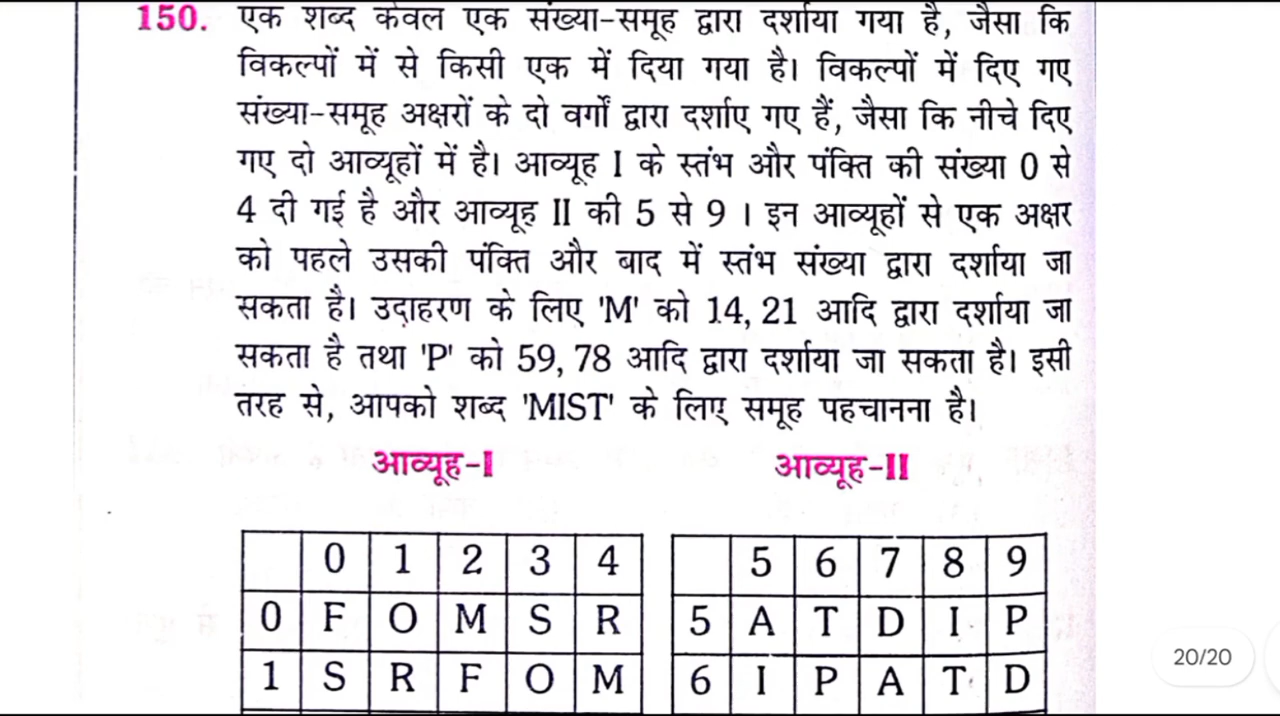 150. एक शब्द केवल एक संख्या-समूह द्वारा दर्शाया गया है, जैसा कि
विकल्पों में से किसी एक में दिया गया है। विकल्पों में दिए गए
संख्या-समूह अक्षरों के दो वर्गों द्वारा दर्शाए गए हैं, जैसा कि नीचे दिए
गए दो आव्यूहों में है। आव्यूह I के स्तंभ और पंक्ति की संख्या 0 से
4 दी गई है और आव्यूह II की 5 से 9 । इन आव्यूहों से एक अक्षर
को पहले उसकी पंक्ति और बाद में स्तंभ संख्या द्वारा दर्शाया जा
सकता है। उदाहरण के लिए 'M' को 14, 21 आदि द्वारा दर्शाया जा
सकता है तथा 'P' को 59, 78 आदि द्वारा दर्शाया जा सकता है। इसी
तरह से, आपको शब्द 'MIST' के लिए समूह पहचानना है।
आव्यूह-I आव्यूह-II
0 1 2 3 4 5 6 7 8 9
0 F O M S R 5 A T D I P
1 S R F O M 6 I P A T D
20/20